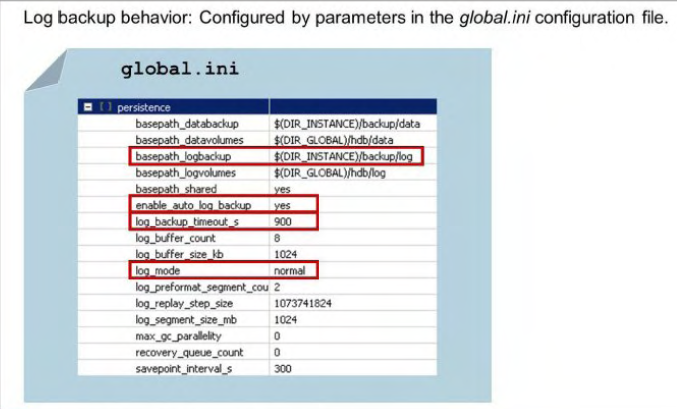 Log backup behavior: Configured by parameters in the global.ini configuration file.
global.ini
[ ] persistence
basepath_databackup $(DIR_INSTANCE)/backup/data
basepath_datavolumes $(DIR_GLOBAL)/hdb/data
basepath_logbackup $(DIR_INSTANCE)/backup/log
basepath_logvolumes $(DIR_GLOBAL)/hdb/log
basepath_shared yes
enable_auto_log_backup yes
log_backup_timeout_s 900
log_buffer_count 8
log_buffer_size_kb 1024
log_mode normal
log_preformat_segment_cou 2
log_replay_step_size 1073741824
log_segment_size_mb 1024
max_gc_parallelity 0
recovery_queue_count 0
savepoint_interval_s 300